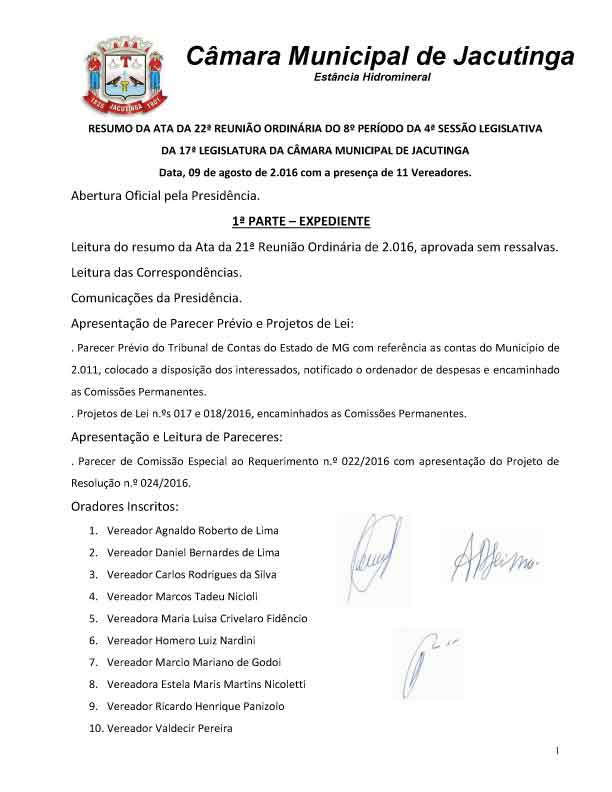 Câmara Municipal de Jacutinga
Estância Hidromineral
1835 JACUTINGA 1901
RESUMO DA ATA DA 22ª REUNIÃO ORDINÁRIA DO 8º PERÍODO DA 4ª SESSÃO LEGISLATIVA
DA 17ª LEGISLATURA DA CÂMARA MUNICIPAL DE JACUTINGA
Data, 09 de agosto de 2.016 com a presença de 11 Vereadores.
Abertura Oficial pela Presidência.
1ª PARTE – EXPEDIENTE
Leitura do resumo da Ata da 21ª Reunião Ordinária de 2.016, aprovada sem ressalvas.
Leitura das Correspondências.
Comunicações da Presidência.
Apresentação de Parecer Prévio e Projetos de Lei:
. Parecer Prévio do Tribunal de Contas do Estado de MG com referência as contas do Município de
2.011, colocado a disposição dos interessados, notificado o ordenador de despesas e encaminhado
as Comissões Permanentes.
. Projetos de Lei n.ºs 017 e 018/2016, encaminhados as Comissões Permanentes.
Apresentação e Leitura de Pareceres:
. Parecer de Comissão Especial ao Requerimento n.º 022/2016 com apresentação do Projeto de
Resolução n.º 024/2016.
Oradores Inscritos:
1. Vereador Agnaldo Roberto de Lima
2. Vereador Daniel Bernardes de Lima
3. Vereador Carlos Rodrigues da Silva
4. Vereador Marcos Tadeu Nicioli
5. Vereadora Maria Luisa Crivelaro Fidêncio
6. Vereador Homero Luiz Nardini
7. Vereador Marcio Mariano de Godoi
8. Vereadora Estela Maris Martins Nicoletti
9. Vereador Ricardo Henrique Panizolo
10. Vereador Valdecir Pereira
1